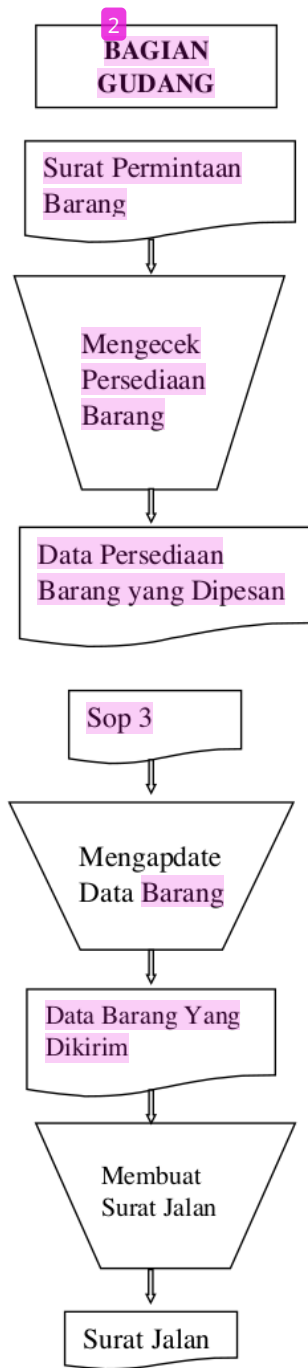 2
BAGIAN
GUDANG
Surat Permintaan
Barang
Mengecek
Persediaan
Barang
Data Persediaan
Barang yang Dipesan
Sop 3
Mengapdate
Data Barang
Data Barang Yang
Dikirim
Membuat
Surat Jalan
Surat Jalan